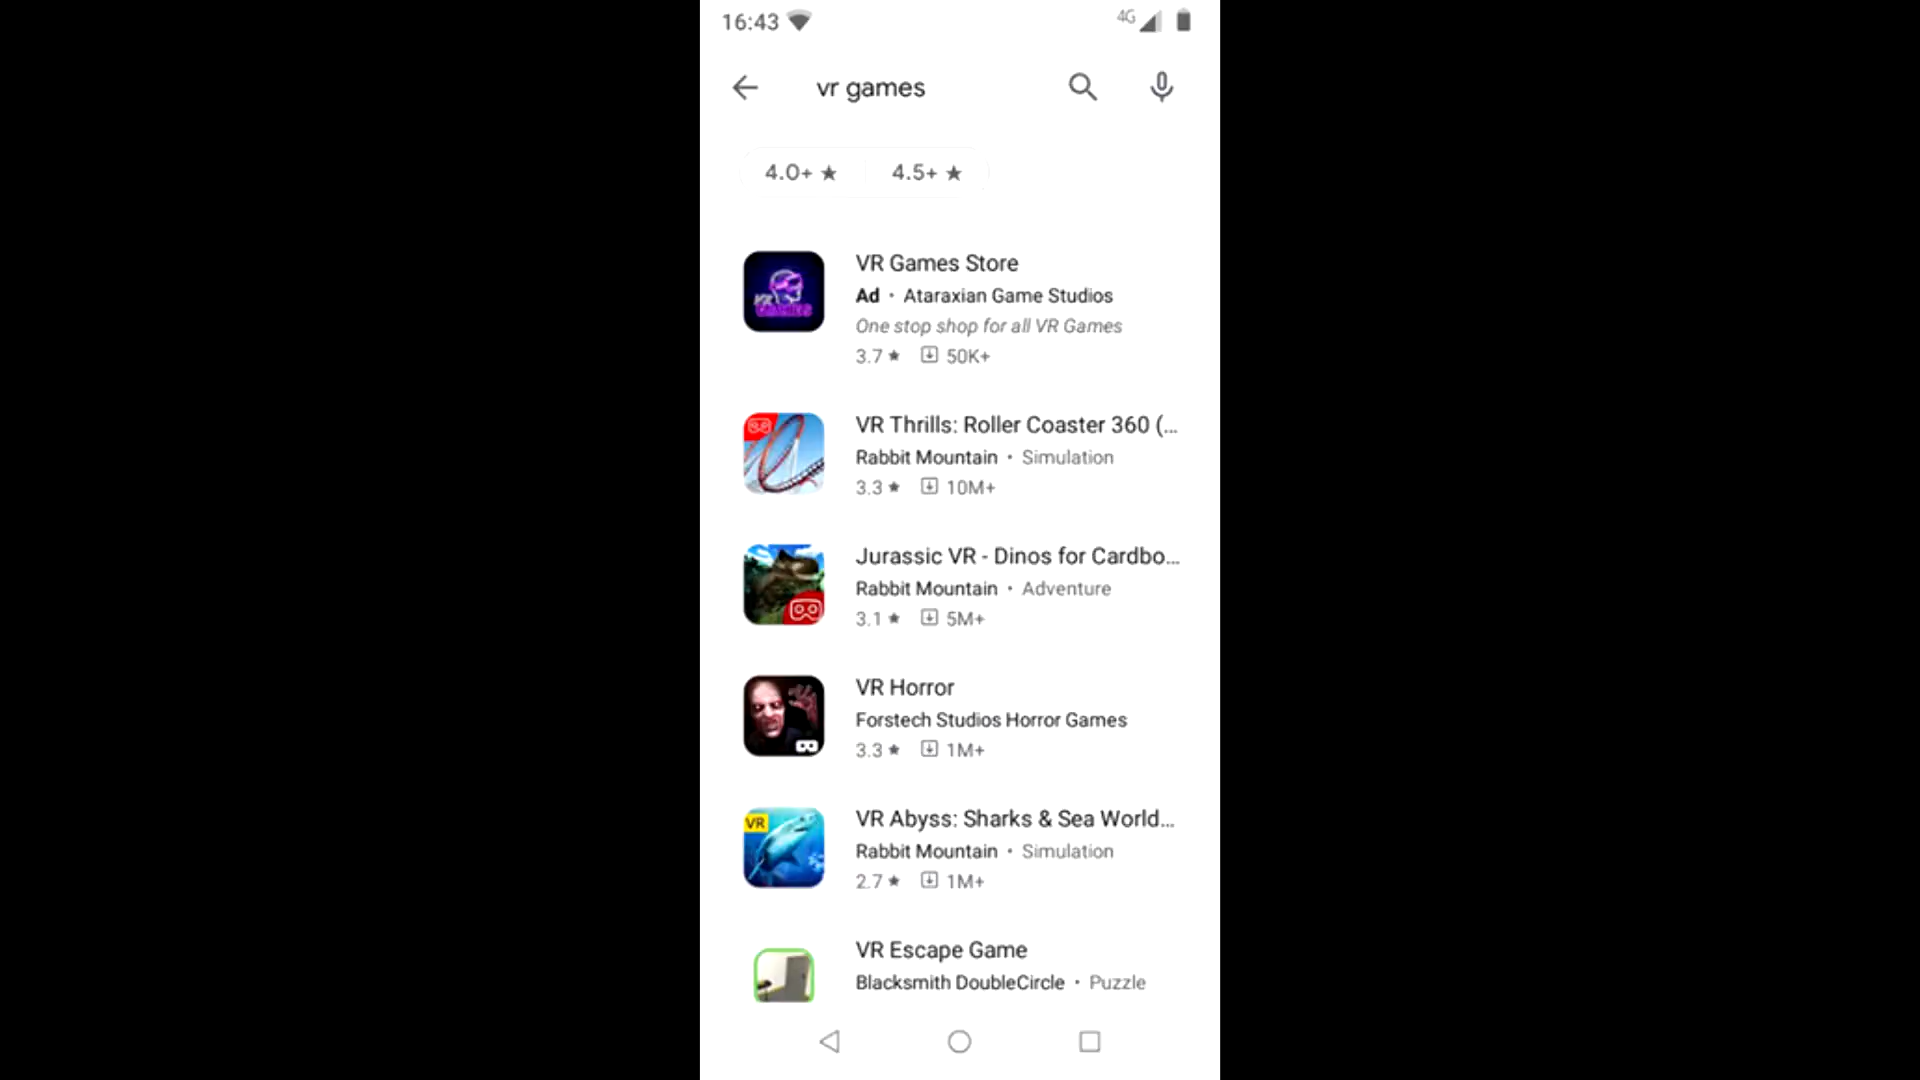 16:43
4G
vr games
4.0+ ★
4.5+ ★
VR Games Store
Ad • Ataraxian Game Studios
One stop shop for all VR Games
3.7 ★ 50K+
VR Thrills: Roller Coaster 360 (...
Rabbit Mountain • Simulation
3.3 ★ 10M+
Jurassic VR - Dinos for Cardbo...
Rabbit Mountain • Adventure
3.1 ★ 5M+
VR Horror
Forstech Studios Horror Games
3.3 ★ 1M+
VR
VR Abyss: Sharks & Sea World...
Rabbit Mountain • Simulation
2.7 ★ 1M+
VR Escape Game
Blacksmith DoubleCircle • Puzzle